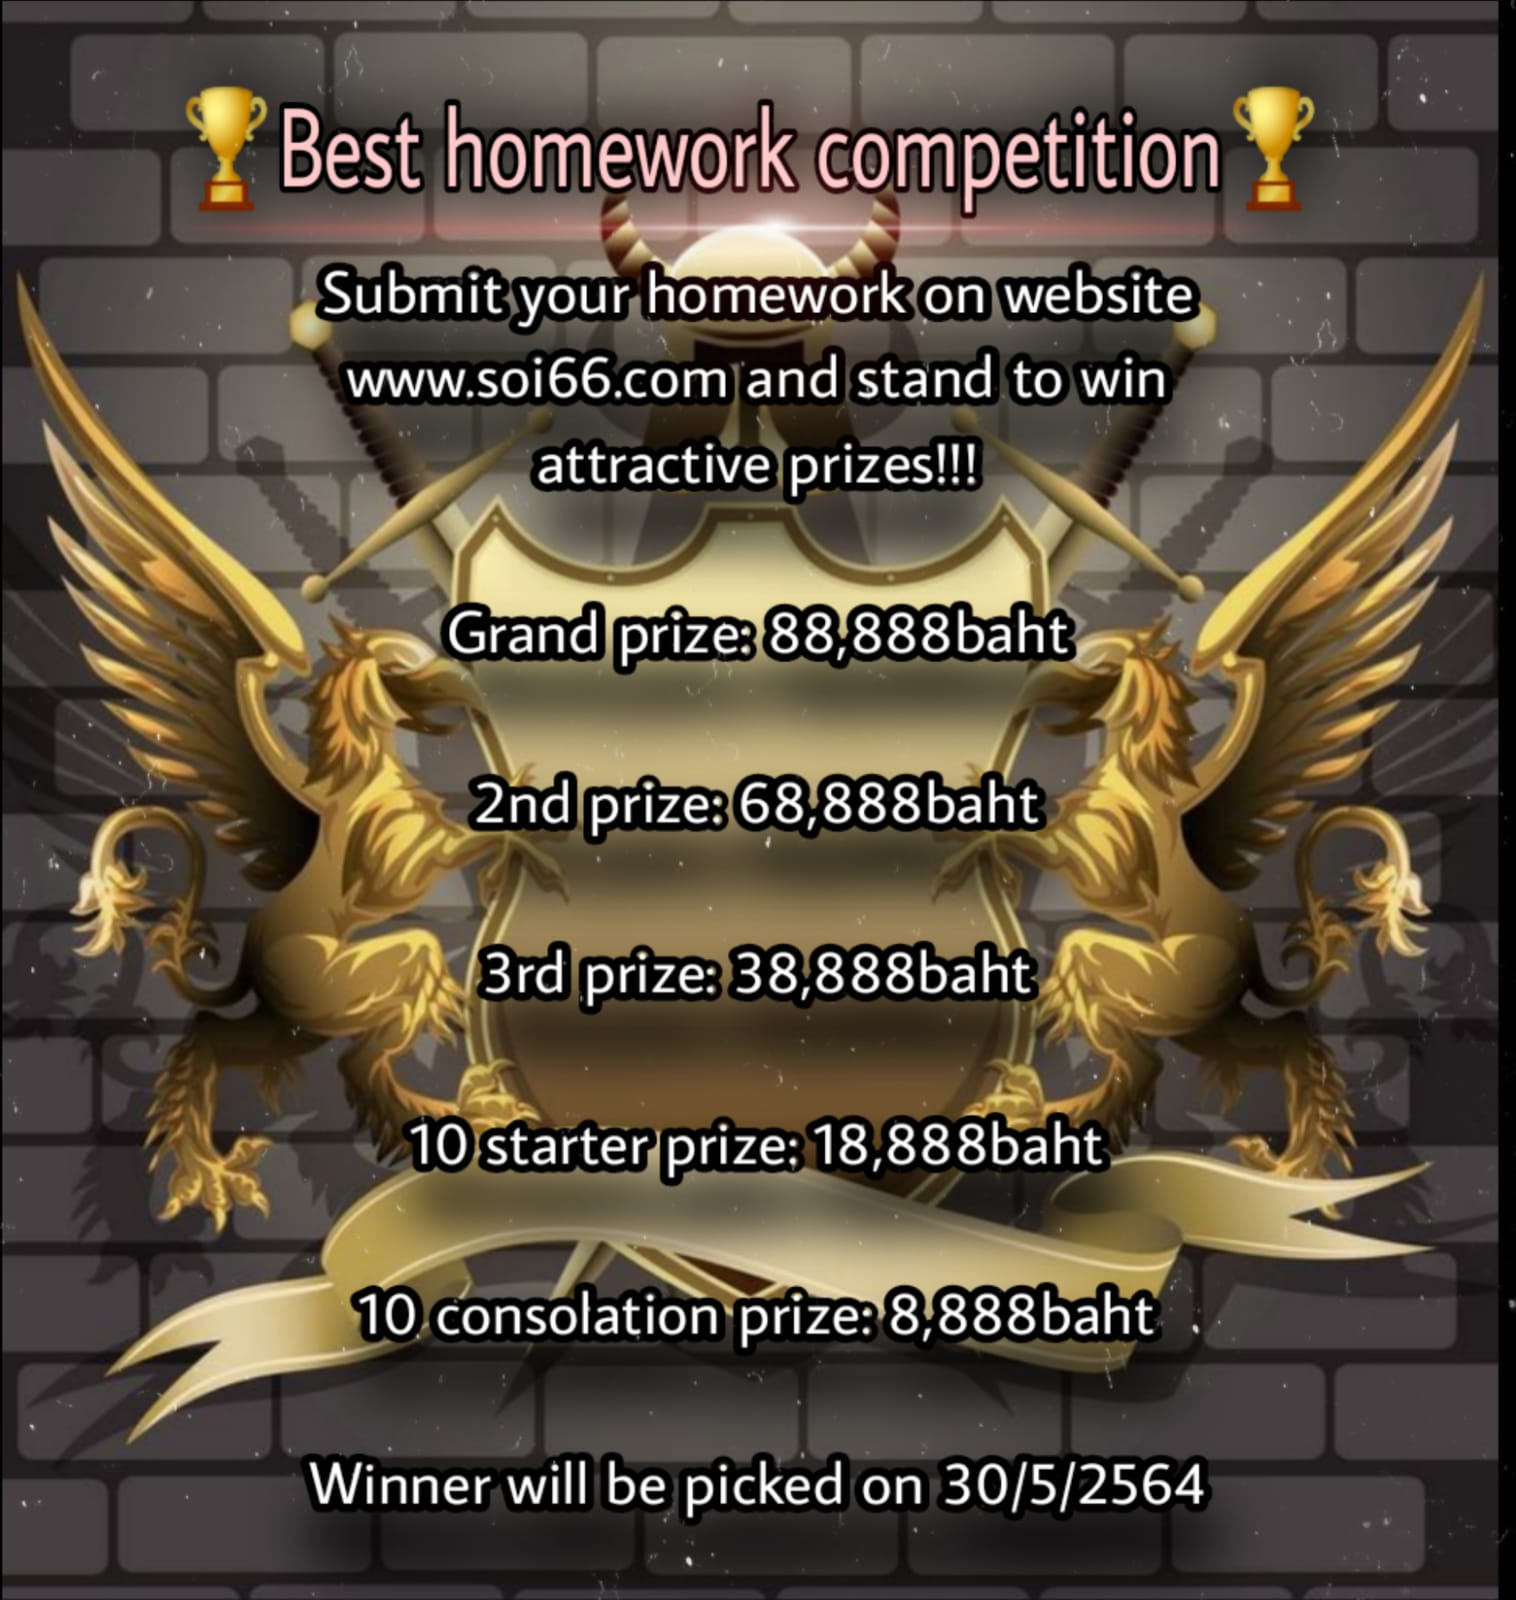 Best homework competition
Submit your homework on website
www.soi66.com and stand to win
attractive prizes!!!
Grand prize: 88,888baht
2nd prize: 68,888baht
3rd prize: 38,888baht
10 starter prize: 18,888baht
10 consolation prize: 8,888baht
Winner will be picked on 30/5/2564